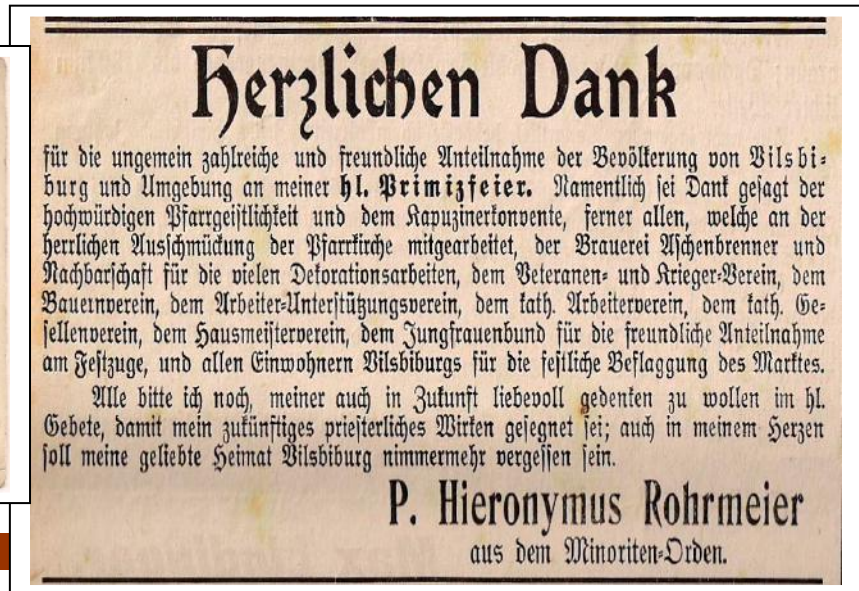 Herzlichen Dank
für die ungemein zahlreiche und freundliche Anteilnahme der Bevölkerung von Vilsbi-
burg und Umgebung an meiner hl. Primizfeier. Namentlich sei Dank gesagt der
hochwürdigen Pfarrgeistlichkeit und dem Kapuzinerkonvente, ferner allen, welche an der
herrlichen Ausschmückung der Pfarrkirche mitgearbeitet, der Brauerei Aschenbrenner und
Nachbarschaft für die vielen Dekorationsarbeiten, dem Veteranen- und Krieger-Verein, dem
Bauernverein, dem Arbeiter-Unterstützungsverein, dem kath. Arbeiterverein, dem kath. Ge-
sellenverein, dem Hausmeisterverein, dem Jungfrauenbund für die freundliche Anteilnahme
am Festzuge, und allen Einwohnern Vilsbiburgs für die festliche Beflaggung des Marktes.
Alle bitte ich noch, meiner auch in Zukunft liebevoll gedenken zu wollen im hl.
Gebete, damit mein zukünftiges priesterliches Wirken gesegnet sei; auch in meinem Herzen
soll meine geliebte Heimat Vilsbiburg nimmermehr vergessen sein.
P. Hieronymus Rohrmeier
aus dem Minoriten-Orden.